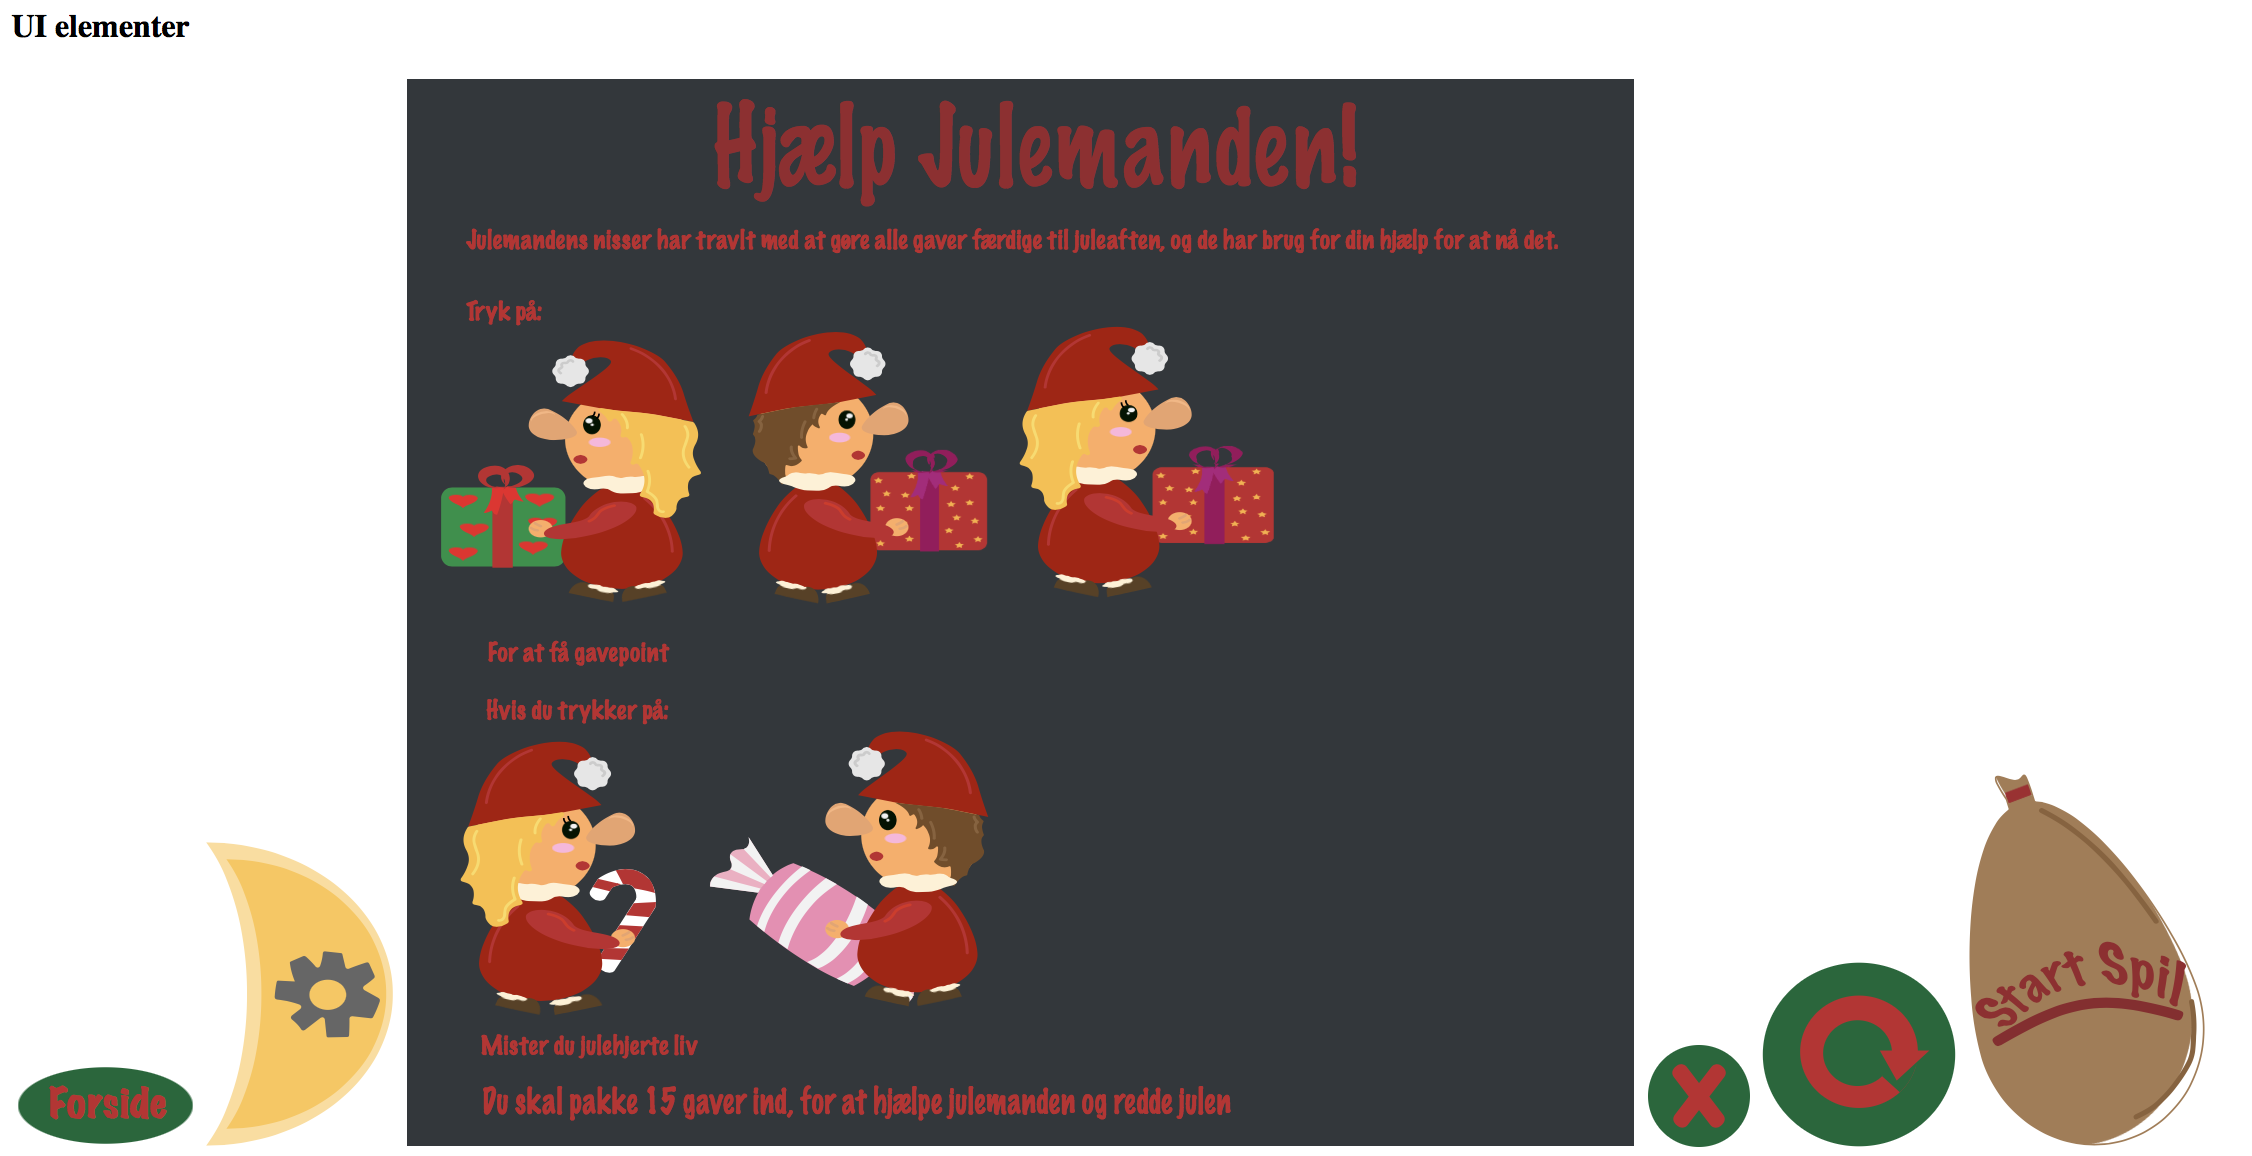 UI elementer
Hjælp Julemanden!
Julemandens nisser har travlt med at gøre alle gaver færdige til juleaften, og de har brug for din hjælp for at nå det.
Tryk på:
For at få gavepoint
Hvis du trykker på:
Mister du julehjerte liv
Du skal pakke 15 gaver ind, for at hjælpe julemanden og redde julen
Forside
X
Start Spil